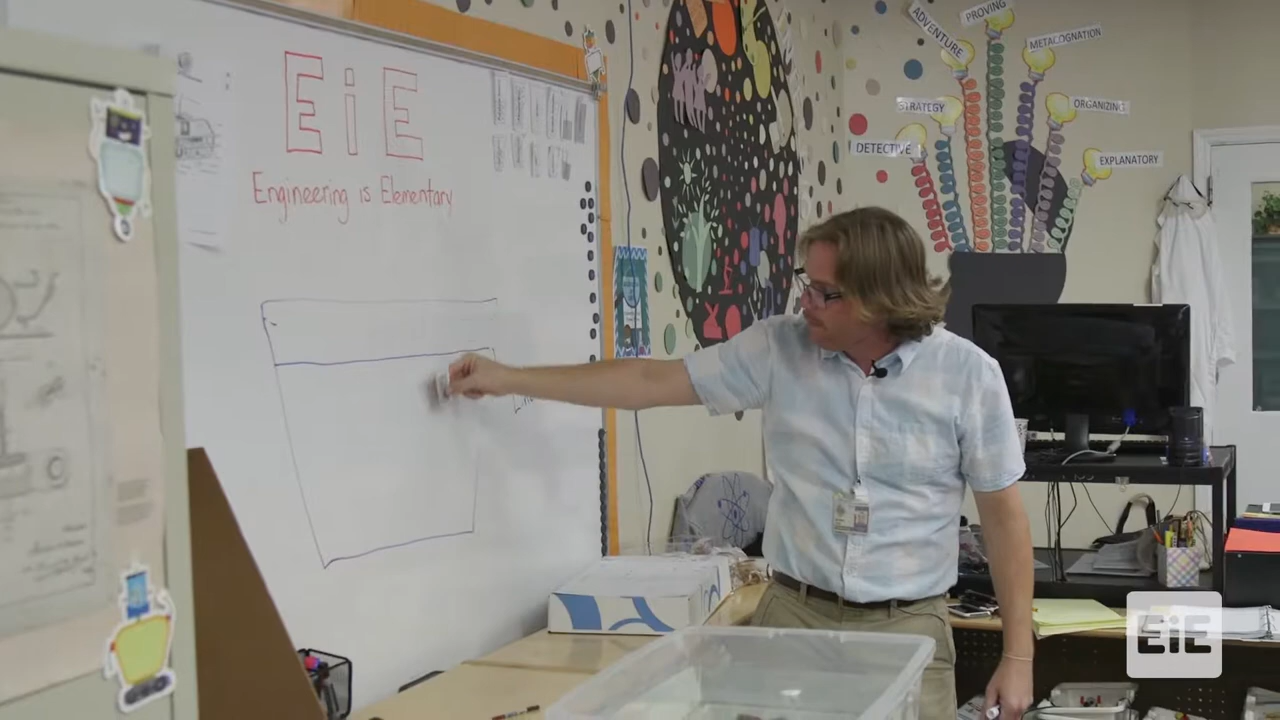 EiE
Engineering is Elementary
ADVENTURE
PROVING
METACOGNATION
STRATEGY
ORGANIZING
DETECTIVE
EXPLANATORY
EiE